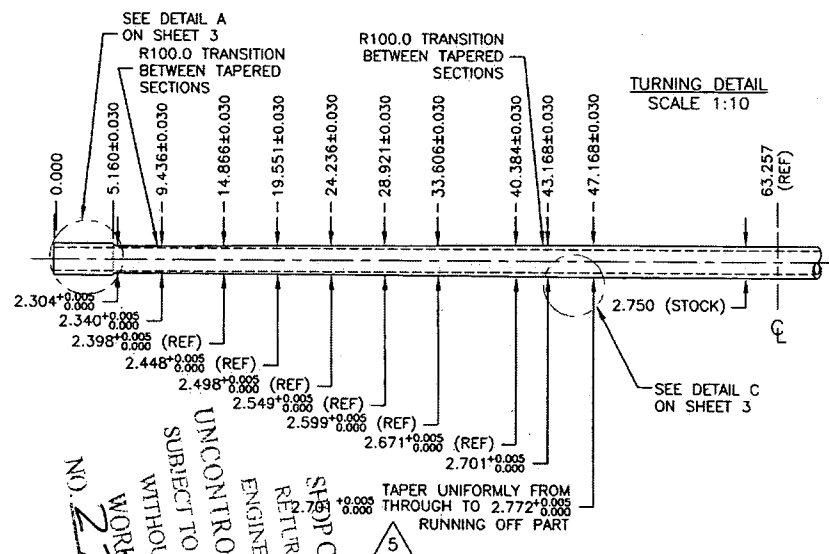 SEE DETAIL A
ON SHEET 3
R100.0 TRANSITION
BETWEEN TAPERED
SECTIONS
R100.0 TRANSITION
BETWEEN TAPERED
SECTIONS
TURNING DETAIL
SCALE 1:10
0.000
5.160±0.030
9.436±0.030
14.866±0.030
19.551±0.030
24.236±0.030
28.921±0.030
33.606±0.030
40.384±0.030
43.168±0.030
47.168±0.030
63.257
(REF)
2.304 +0.005 0.000
2.340 +0.005 0.000
2.398 +0.005 0.000 (REF)
2.448 +0.005 0.000 (REF)
2.498 +0.005 0.000 (REF)
2.549 +0.005 0.000 (REF)
2.599 +0.005 0.000 (REF)
2.671 +0.005 0.000 (REF)
2.701 +0.005 0.000
2.750 (STOCK)
℄
SEE DETAIL C
ON SHEET 3
TAPER UNIFORMLY FROM
2.701 +0.005 0.000 THROUGH TO 2.772 +0.005 0.000
RUNNING OFF PART
5
SHOP C
RETUR
ENGINE
UNCONTRO
SUBJECT TO
WITHOU
WORK
NO. 2